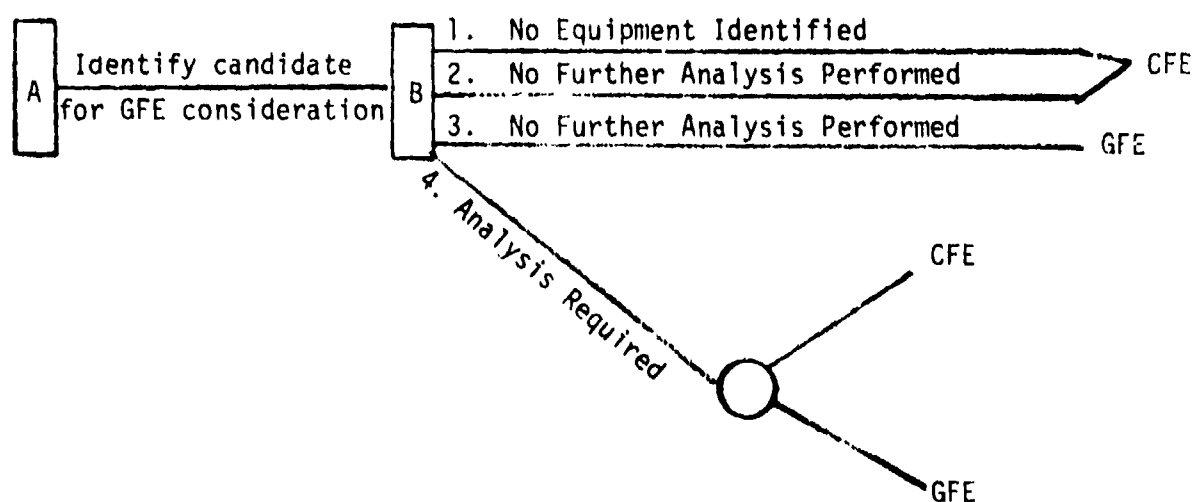 A
Identify candidate
for GFE consideration
B
1. No Equipment Identified
2. No Further Analysis Performed
CFE
3. No Further Analysis Performed
GFE
4. Analysis Required
CFE
GFE